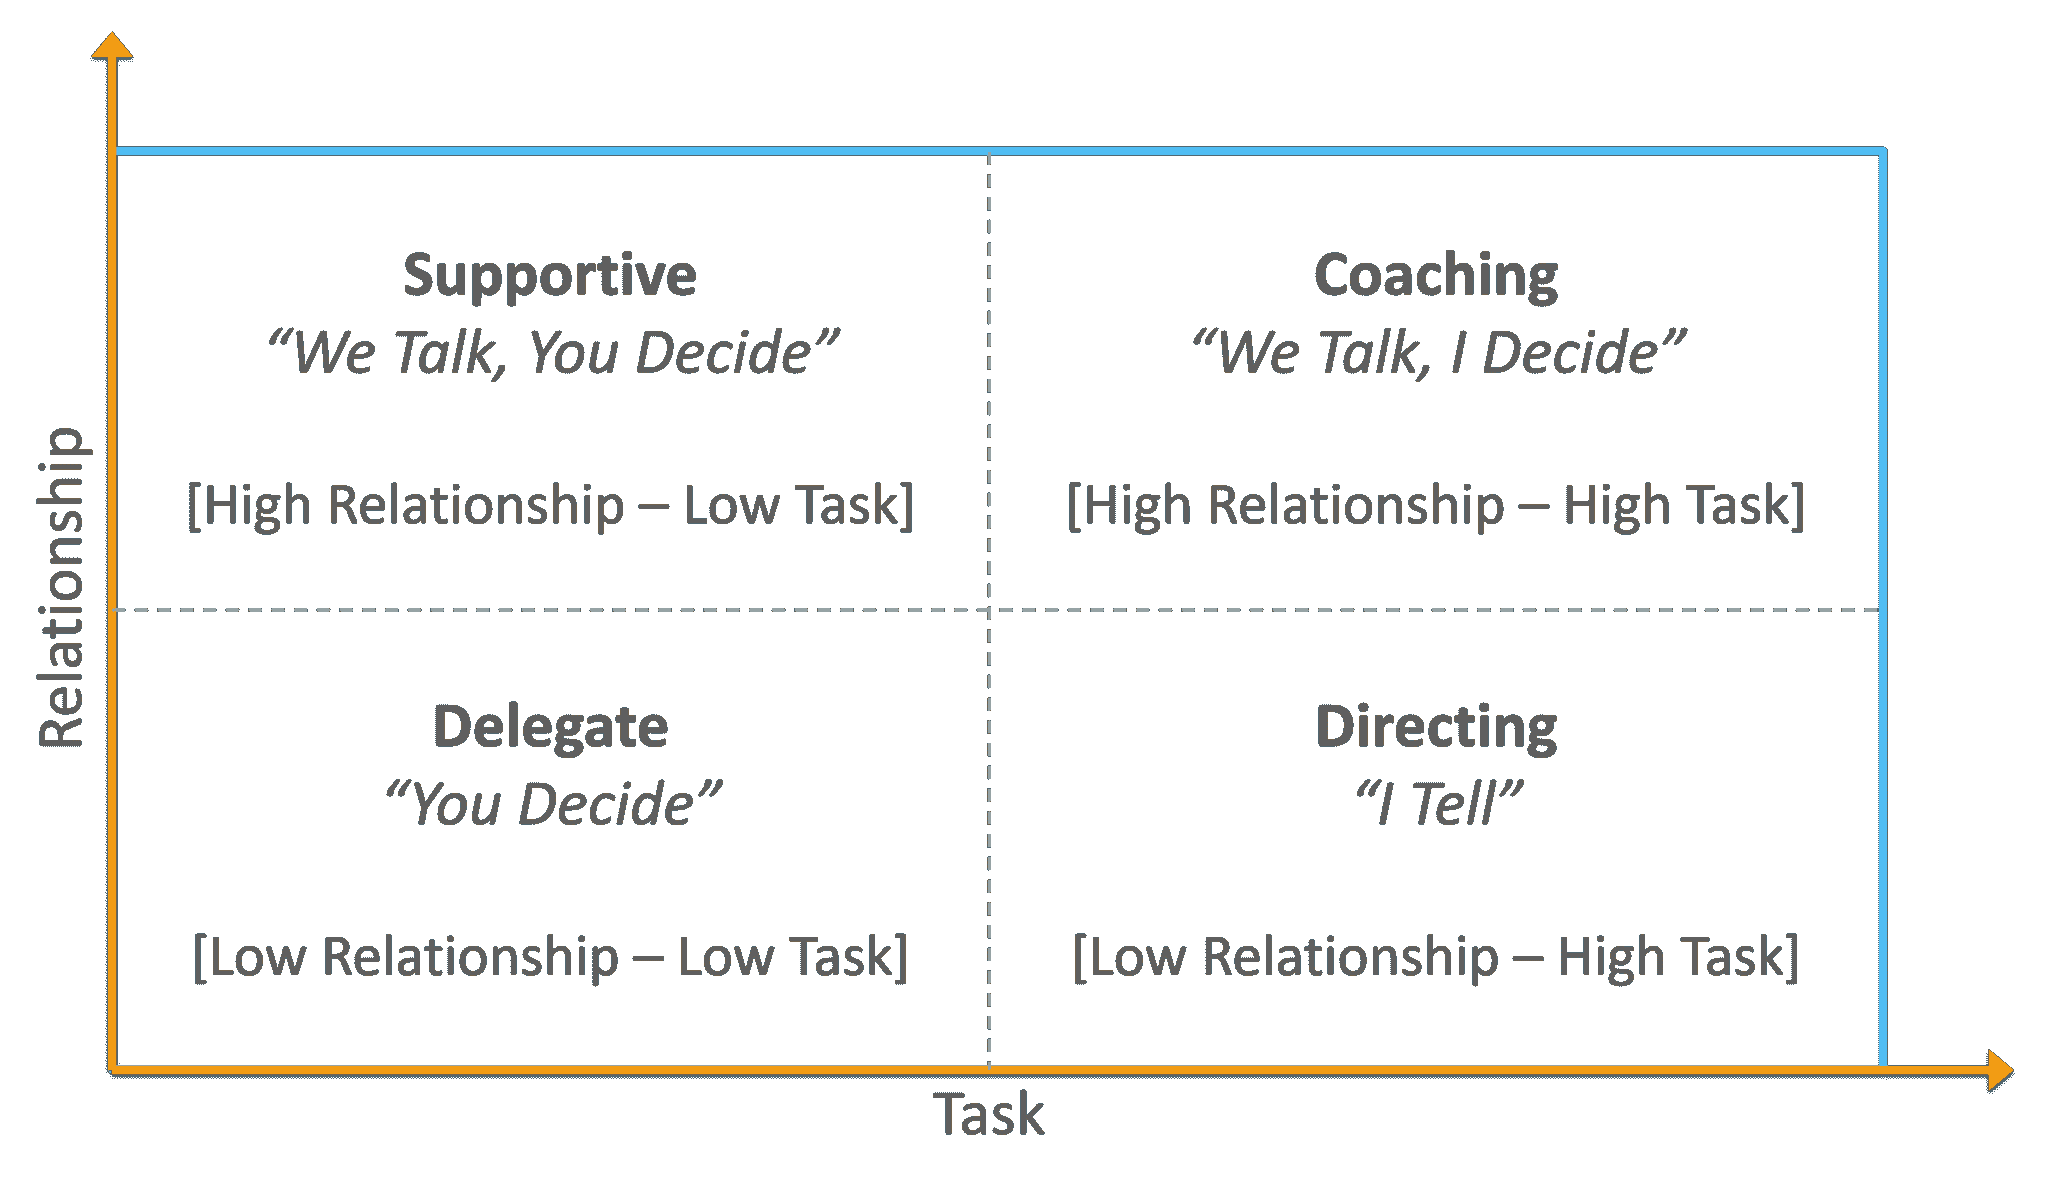 Relationship
Supportive
“We Talk, You Decide”
[High Relationship – Low Task]
Coaching
“We Talk, I Decide”
[High Relationship – High Task]
Delegate
“You Decide”
[Low Relationship – Low Task]
Directing
“I Tell”
[Low Relationship – High Task]
Task